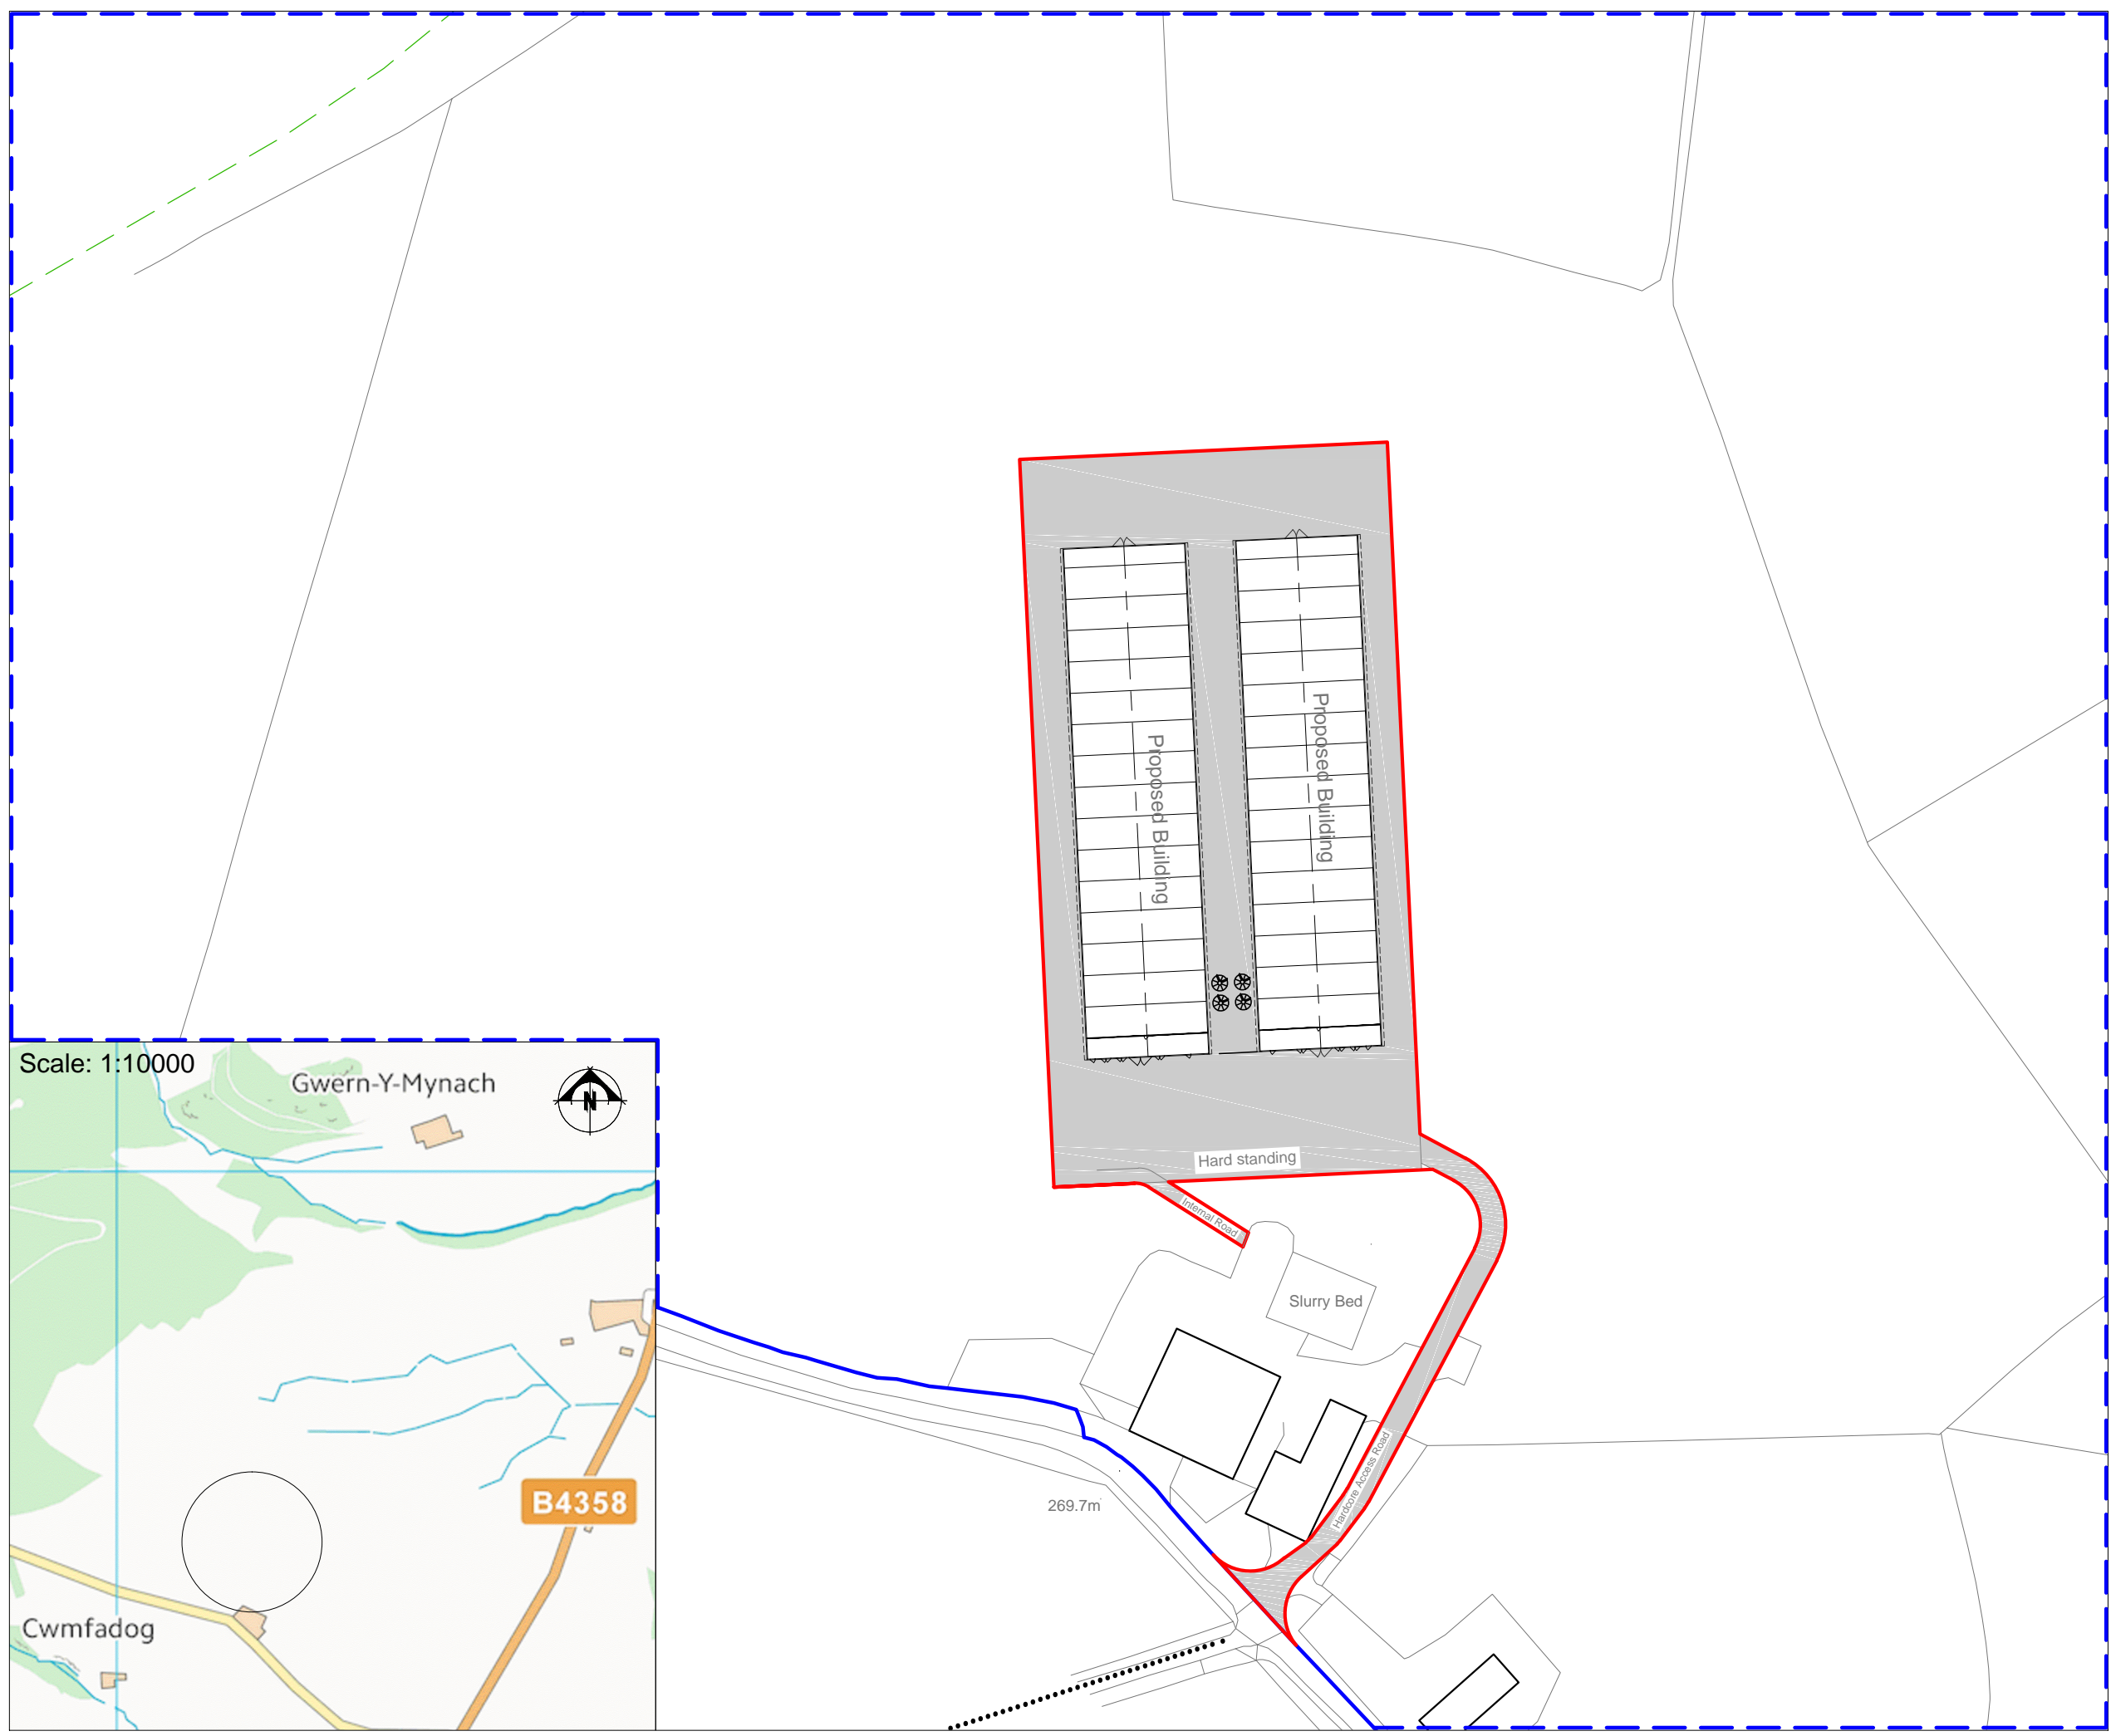 Proposed Building
Proposed Building
Hard standing
Internal Road
Slurry Bed
Hardcore Access Road
269.7m
Scale: 1:10000
Gwern-Y-Mynach
N
B4358
Cwmfadog